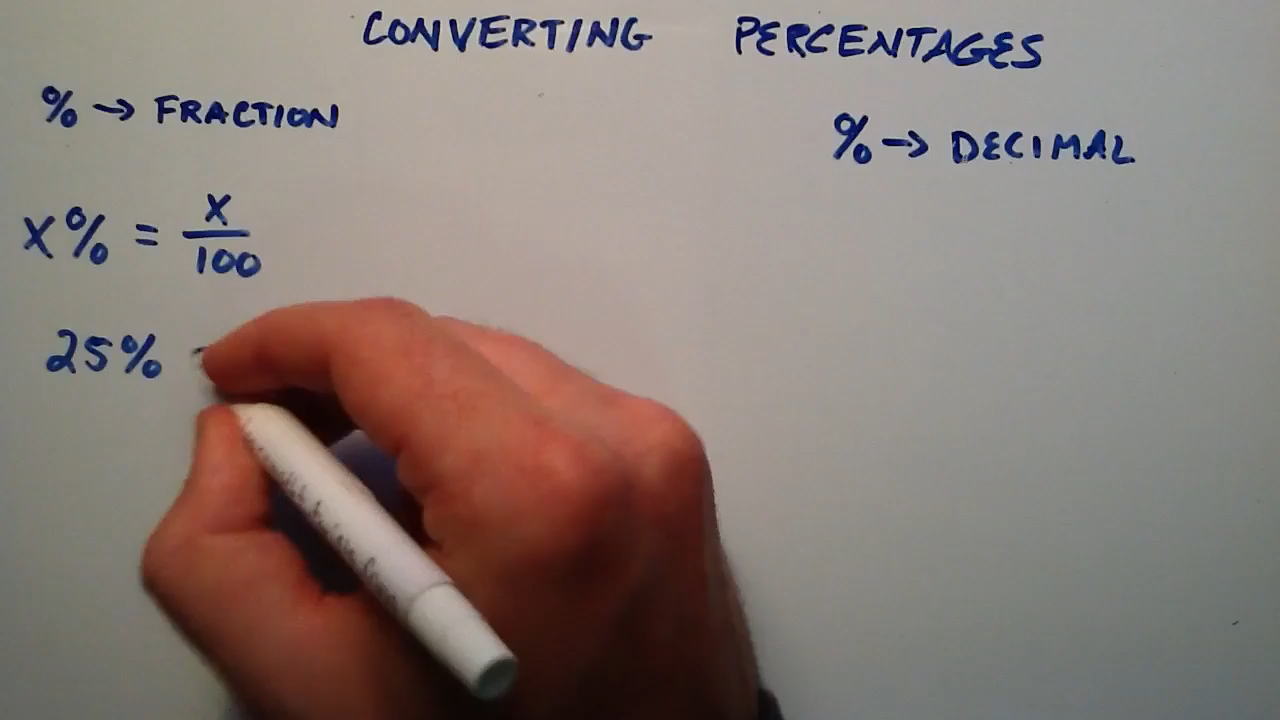 CONVERTING PERCENTAGES
% → FRACTION
% → DECIMAL
x% = x/100
25%